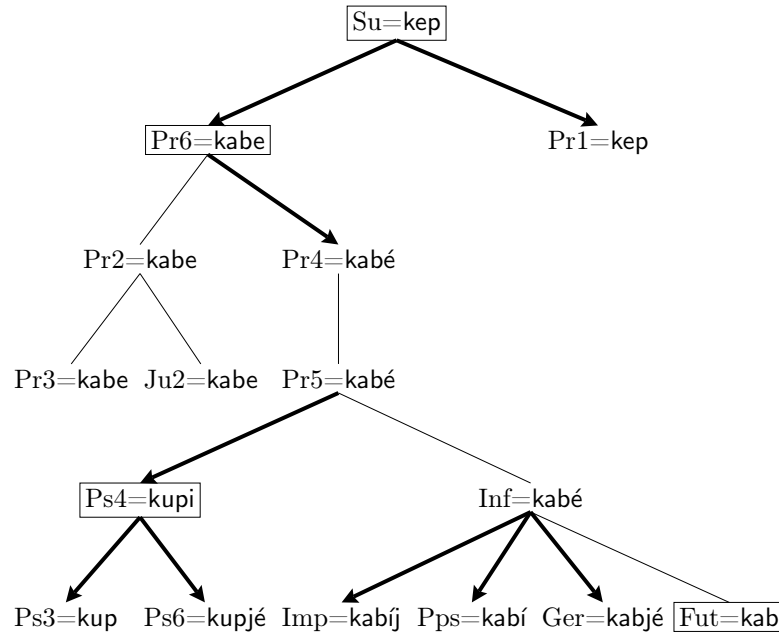 Su=kep
Pr6=kabe Pr1=kep
Pr2=kabe Pr4=kabé
Pr3=kabe Ju2=kabe Pr5=kabé
Ps4=kupi Inf=kabé
Ps3=kup Ps6=kupjé Imp=kabíj Pps=kabí Ger=kabjé Fut=kab